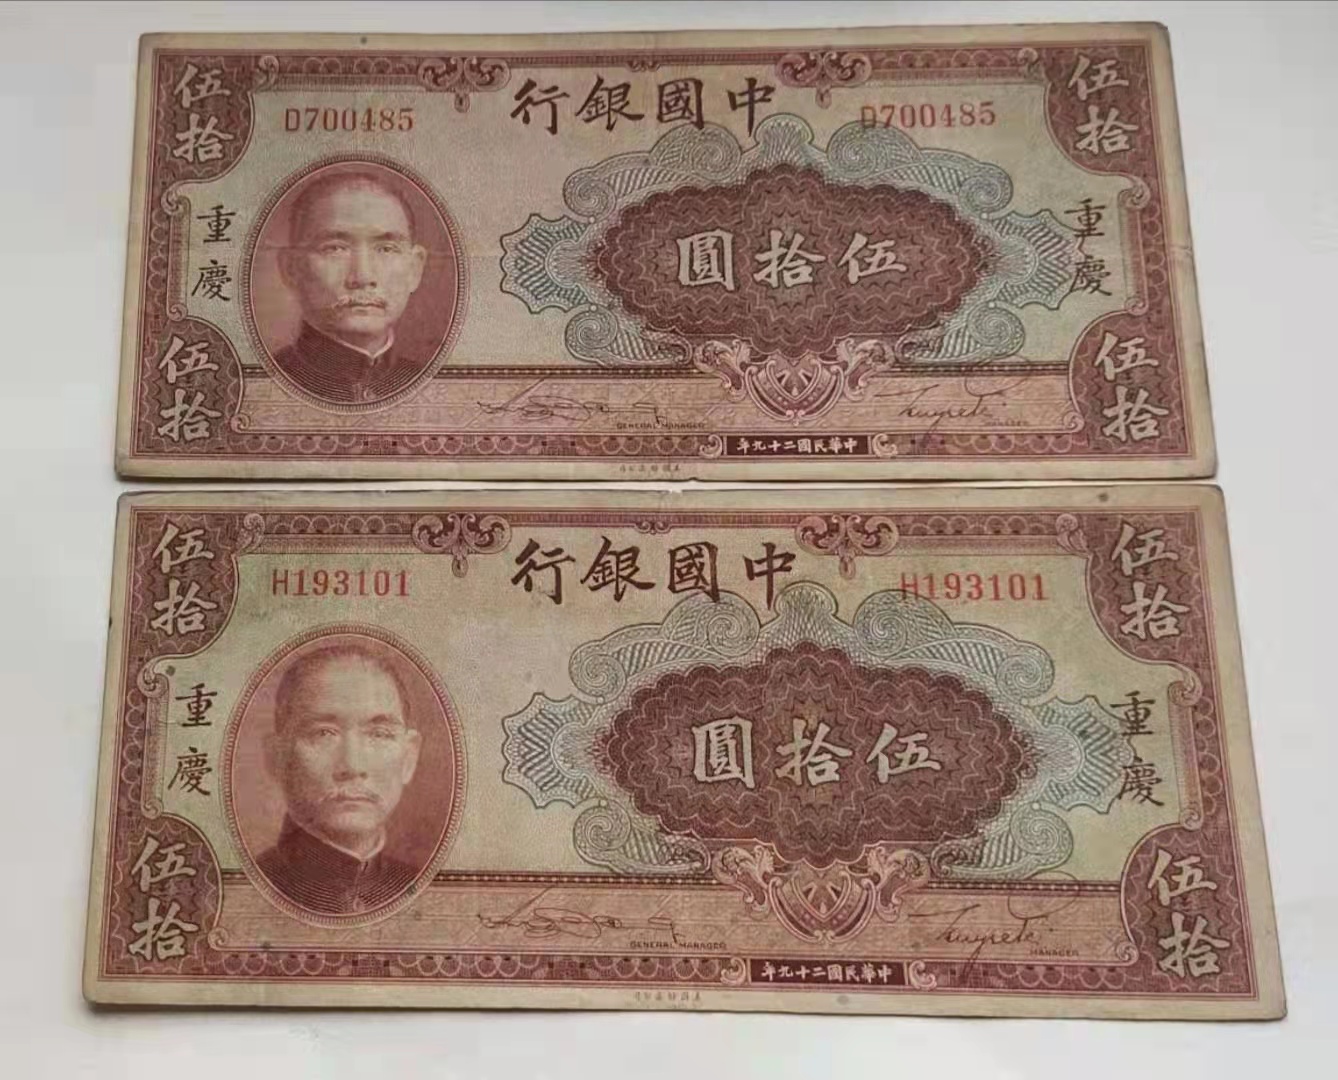 中國銀行
D700485
D700485
伍拾
伍拾
重慶
重慶
伍拾圓
伍拾
伍拾
GENERAL MANAGER
MANAGER
中華民國二十九年
中國銀行
H193101
H193101
伍拾
伍拾
重慶
重慶
伍拾圓
伍拾
伍拾
GENERAL MANAGER
MANAGER
中華民國二十九年